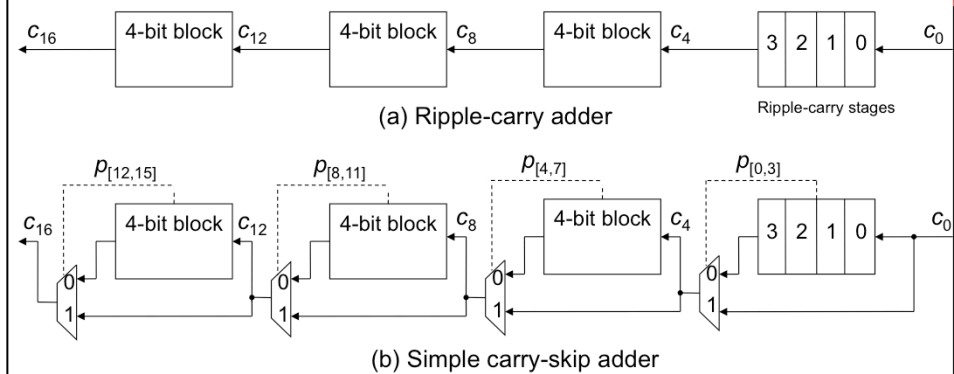 c16 4-bit block c12 4-bit block c8 4-bit block c4 3 2 1 0 c0
Ripple-carry stages
(a) Ripple-carry adder
p[12,15] p[8,11] p[4,7] p[0,3]
c16 4-bit block c12 4-bit block c8 4-bit block c4 3 2 1 0 c0
0 0 0 0
1 1 1 1
(b) Simple carry-skip adder